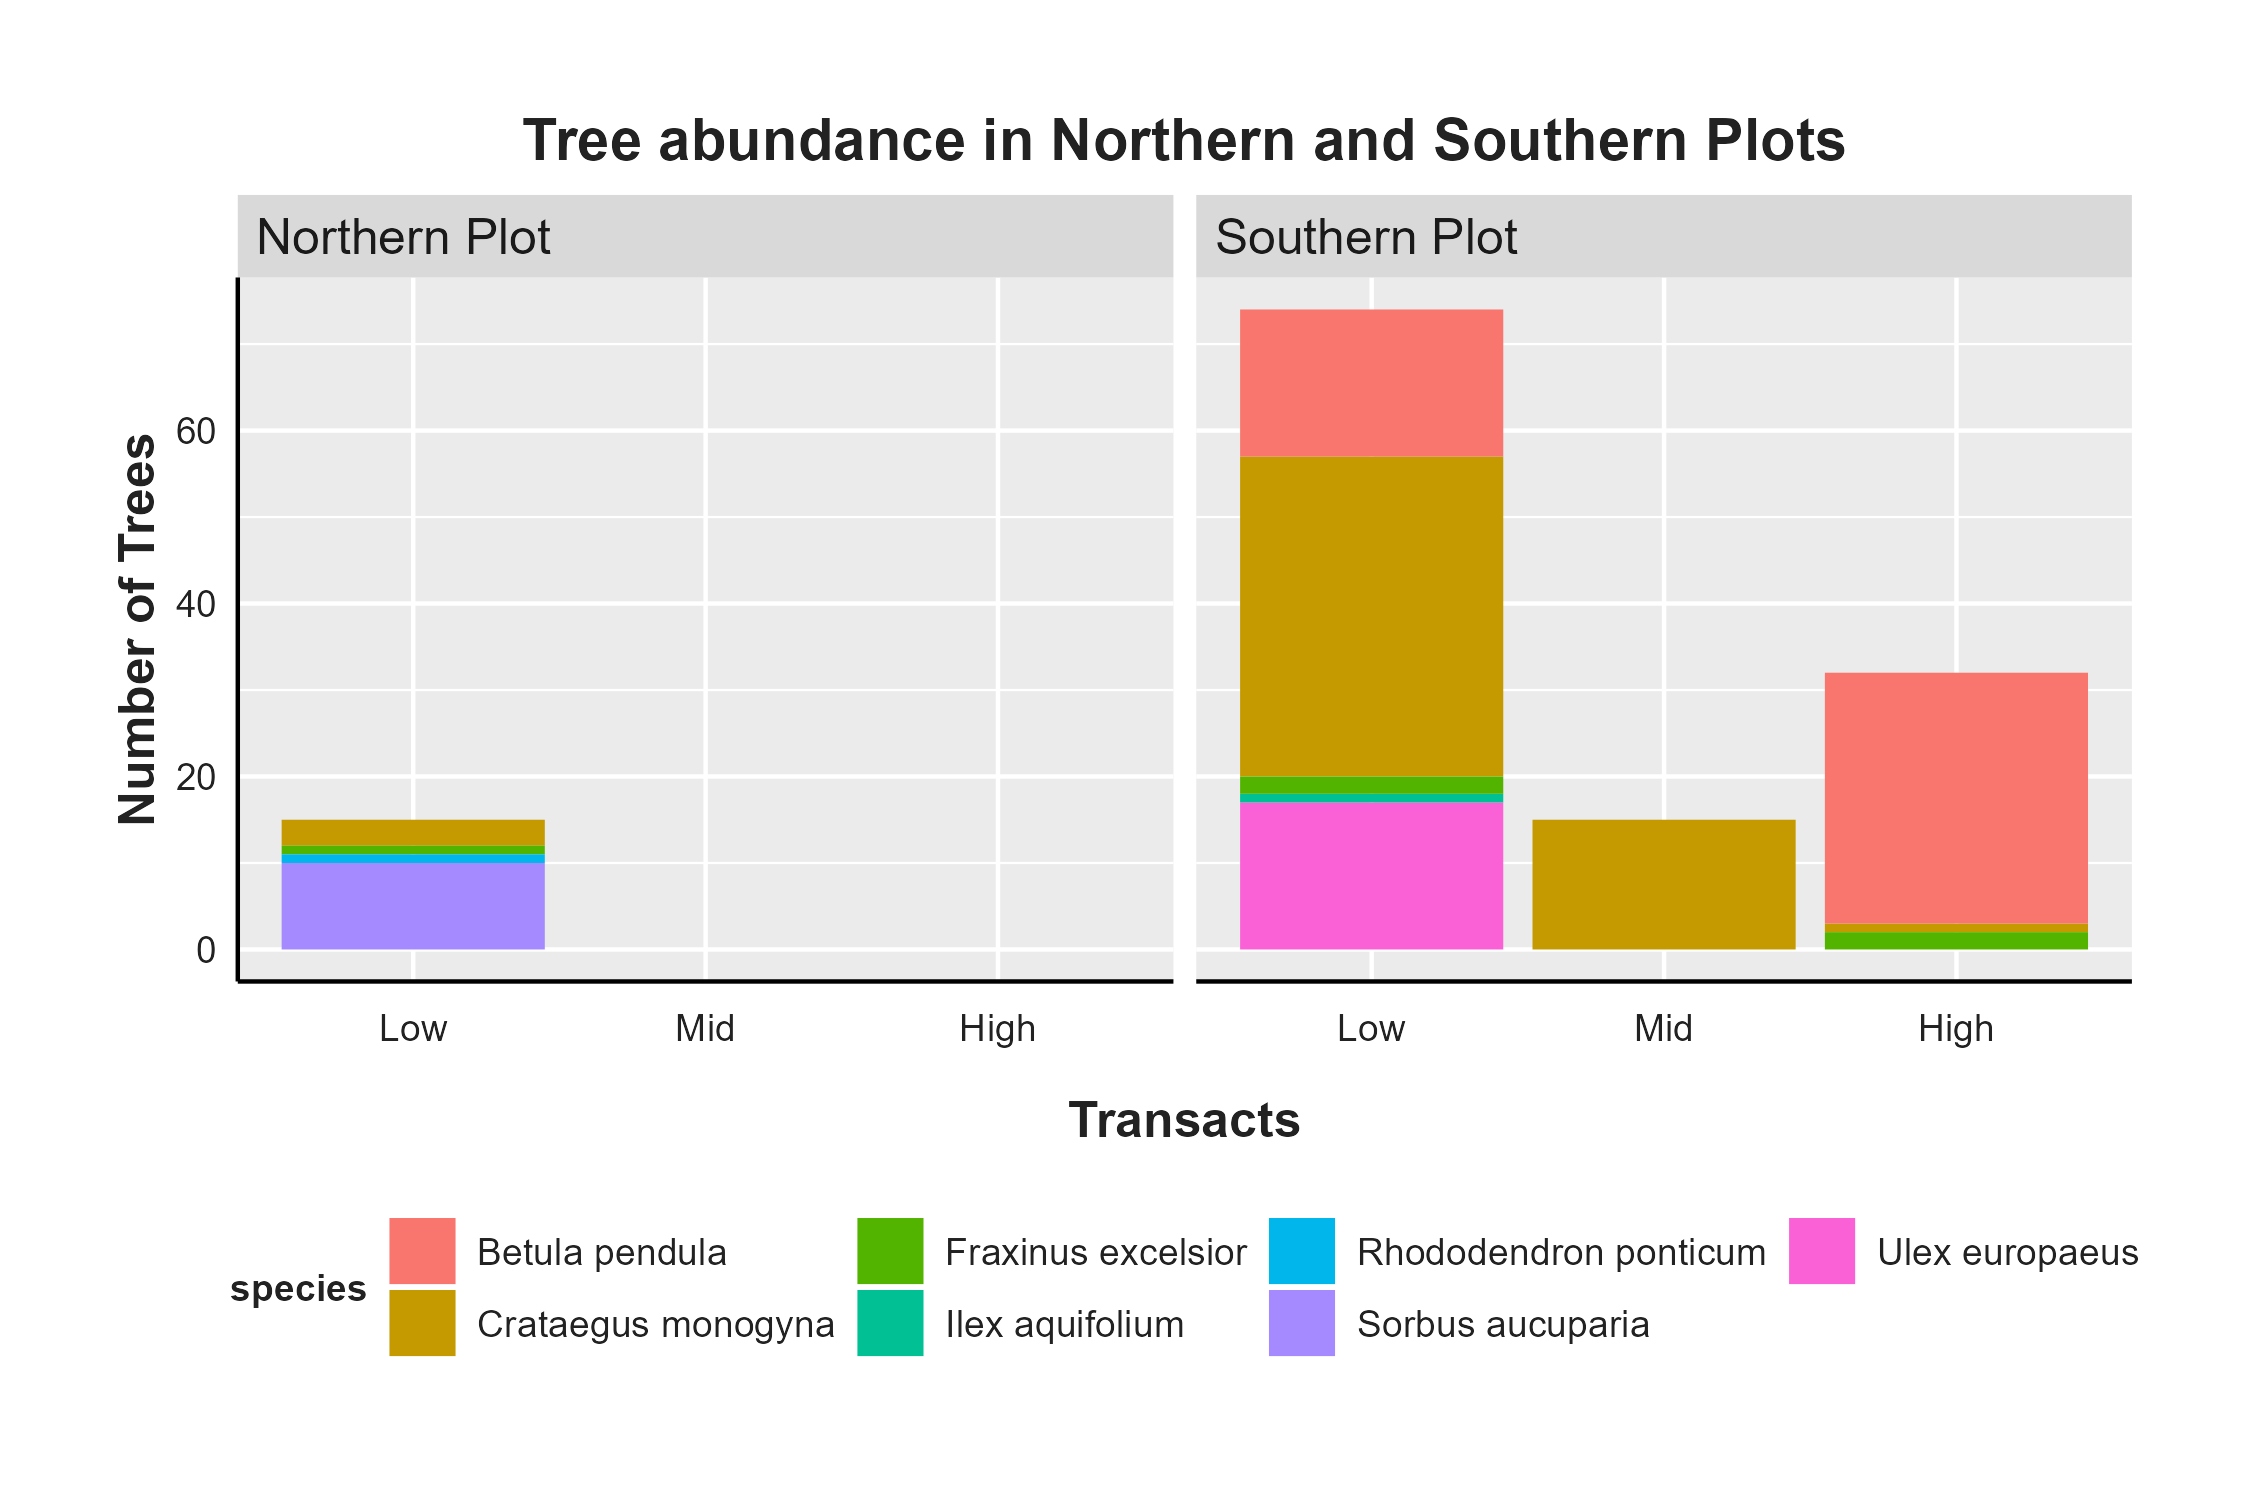 Tree abundance in Northern and Southern Plots
Northern Plot
Southern Plot
Number of Trees
60
40
20
0
Low Mid High
Low Mid High
Transacts
species
Betula pendula
Crataegus monogyna
Fraxinus excelsior
Ilex aquifolium
Rhododendron ponticum
Sorbus aucuparia
Ulex europaeus